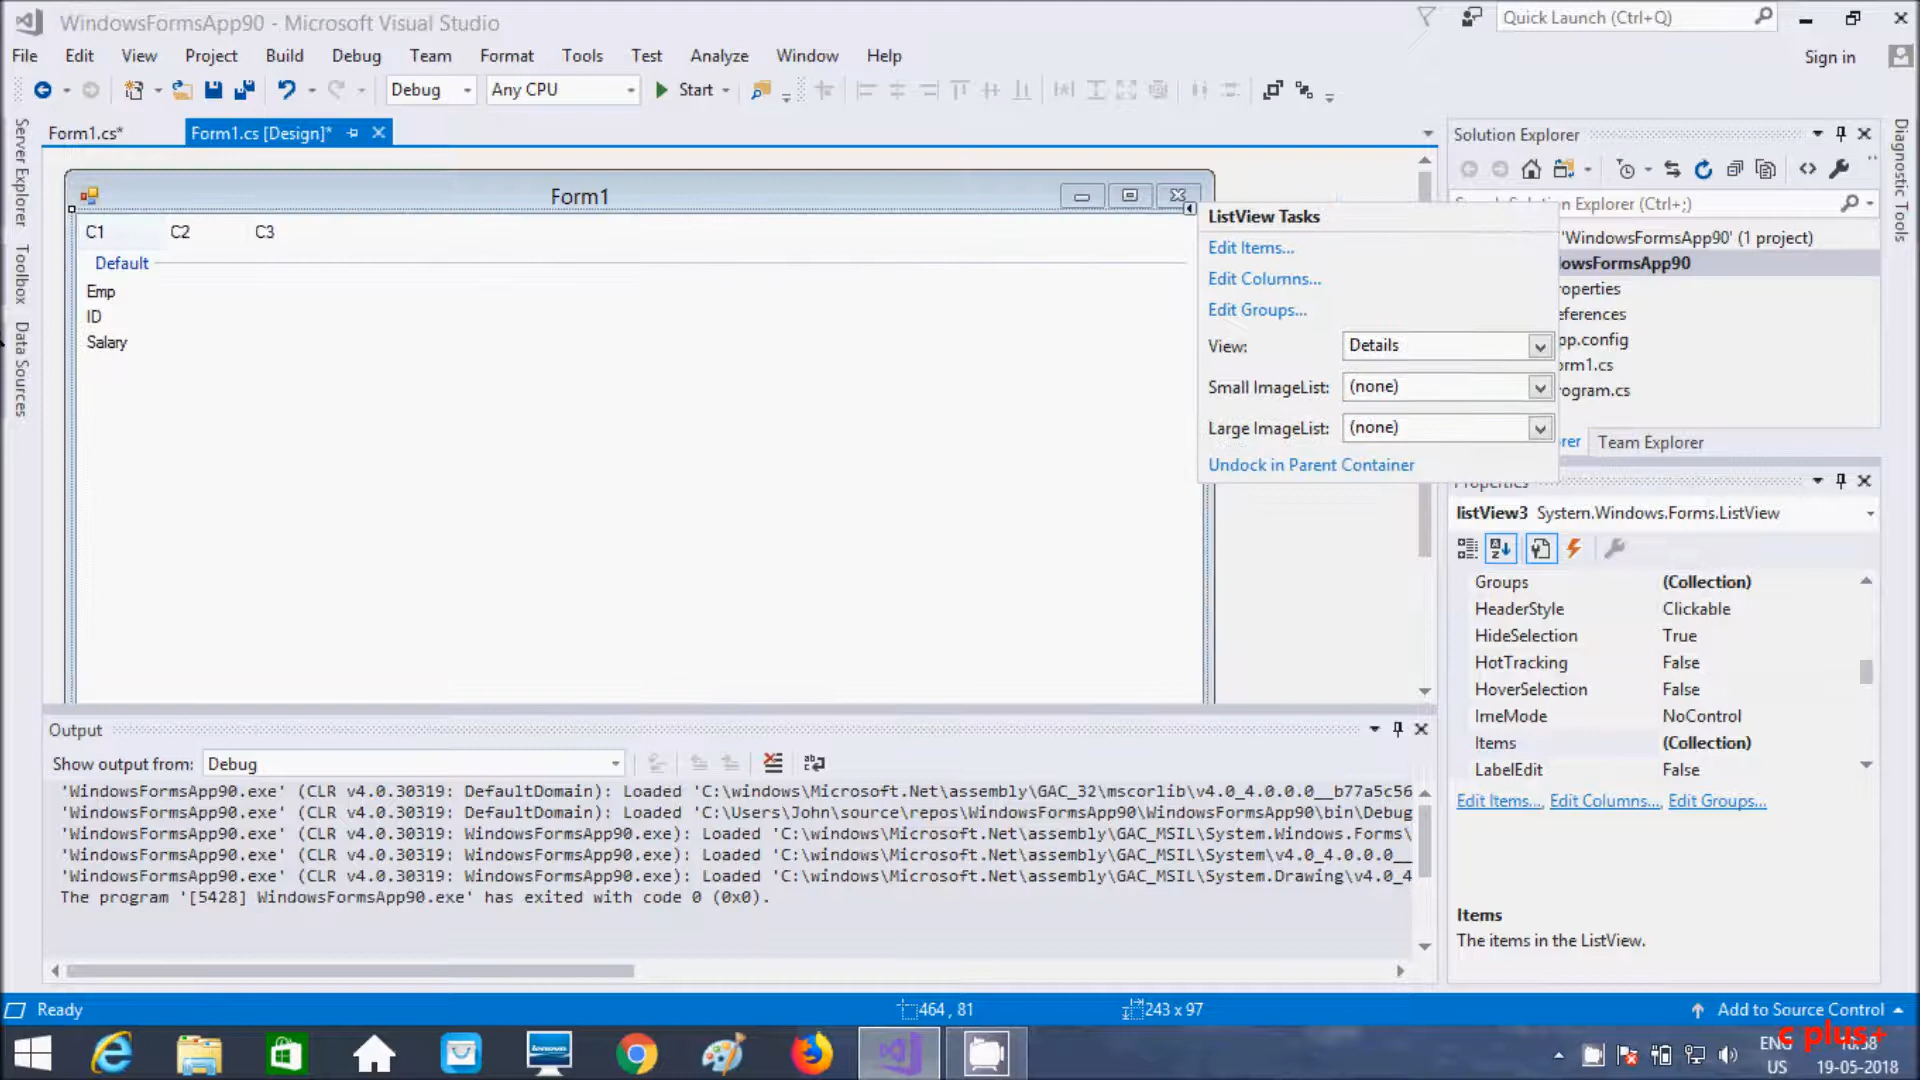 WindowsFormsApp90 - Microsoft Visual Studio
Quick Launch (Ctrl+Q)
File Edit View Project Build Debug Team Format Tools Test Analyze Window Help
Sign in
Debug Any CPU Start
Server Explorer
Toolbox
Data Sources
Form1.cs* Form1.cs [Design]*
Form1
C1 C2 C3
Default
Emp
ID
Salary
ListView Tasks
Edit Items...
Edit Columns...
Edit Groups...
View: Details
Small ImageList: (none)
Large ImageList: (none)
Undock in Parent Container
Solution Explorer
Solution Explorer (Ctrl+;)
'WindowsFormsApp90' (1 project)
owsFormsApp90
operties
eferences
pp.config
orm1.cs
ogram.cs
rer Team Explorer
Diagnostic Tools
Properties
listView3 System.Windows.Forms.ListView
Groups (Collection)
HeaderStyle Clickable
HideSelection True
HotTracking False
HoverSelection False
ImeMode NoControl
Items (Collection)
LabelEdit False
Edit Items..., Edit Columns..., Edit Groups...
Items
The items in the ListView.
Output
Show output from: Debug
'WindowsFormsApp90.exe' (CLR v4.0.30319: DefaultDomain): Loaded 'C:\windows\Microsoft.Net\assembly\GAC_32\mscorlib\v4.0_4.0.0.0__b77a5c56
'WindowsFormsApp90.exe' (CLR v4.0.30319: DefaultDomain): Loaded 'C:\Users\John\source\repos\WindowsFormsApp90\WindowsFormsApp90\bin\Debug
'WindowsFormsApp90.exe' (CLR v4.0.30319: WindowsFormsApp90.exe): Loaded 'C:\windows\Microsoft.Net\assembly\GAC_MSIL\System.Windows.Forms\
'WindowsFormsApp90.exe' (CLR v4.0.30319: WindowsFormsApp90.exe): Loaded 'C:\windows\Microsoft.Net\assembly\GAC_MSIL\System\v4.0_4.0.0.0__
'WindowsFormsApp90.exe' (CLR v4.0.30319: WindowsFormsApp90.exe): Loaded 'C:\windows\Microsoft.Net\assembly\GAC_MSIL\System.Drawing\v4.0_4
The program '[5428] WindowsFormsApp90.exe' has exited with code 0 (0x0).
Ready 464 , 81 243 x 97 Add to Source Control
c plus+
ENG
US 19-05-2018